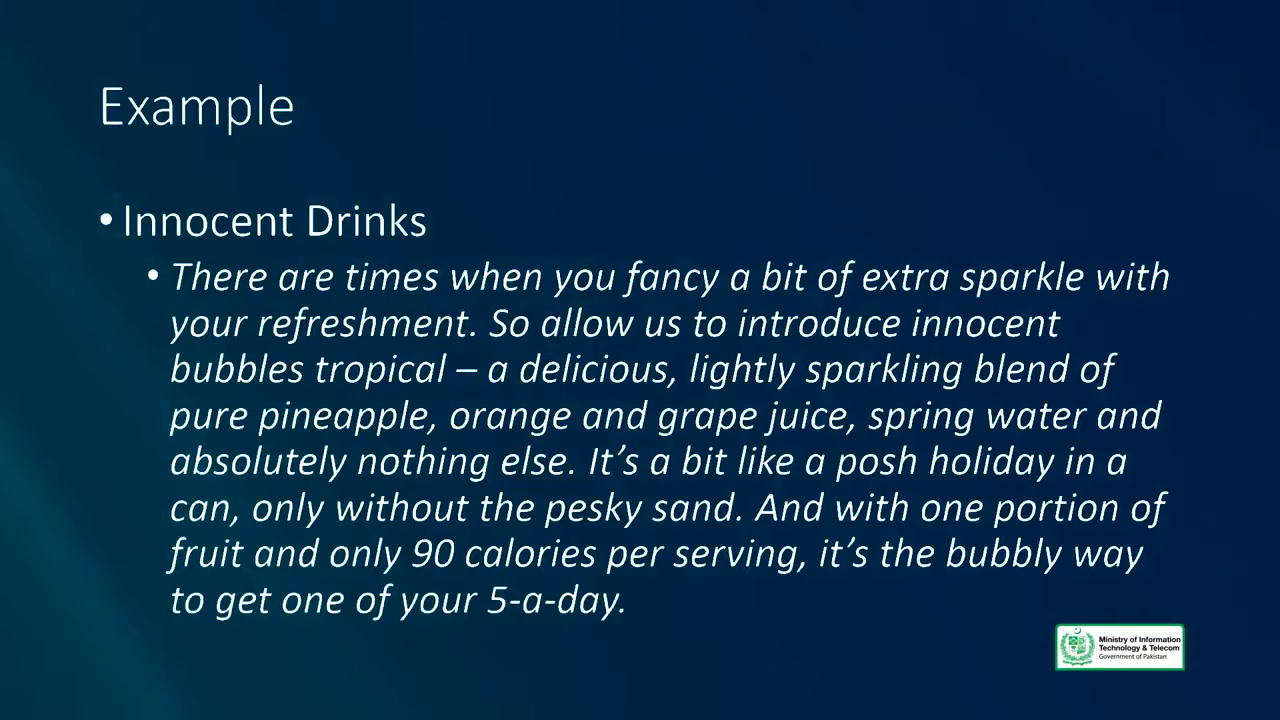 Example
• Innocent Drinks
• There are times when you fancy a bit of extra sparkle with
your refreshment. So allow us to introduce innocent
bubbles tropical – a delicious, lightly sparkling blend of
pure pineapple, orange and grape juice, spring water and
absolutely nothing else. It’s a bit like a posh holiday in a
can, only without the pesky sand. And with one portion of
fruit and only 90 calories per serving, it’s the bubbly way
to get one of your 5-a-day.
Ministry of Information
Technology & Telecom
Government of Pakistan